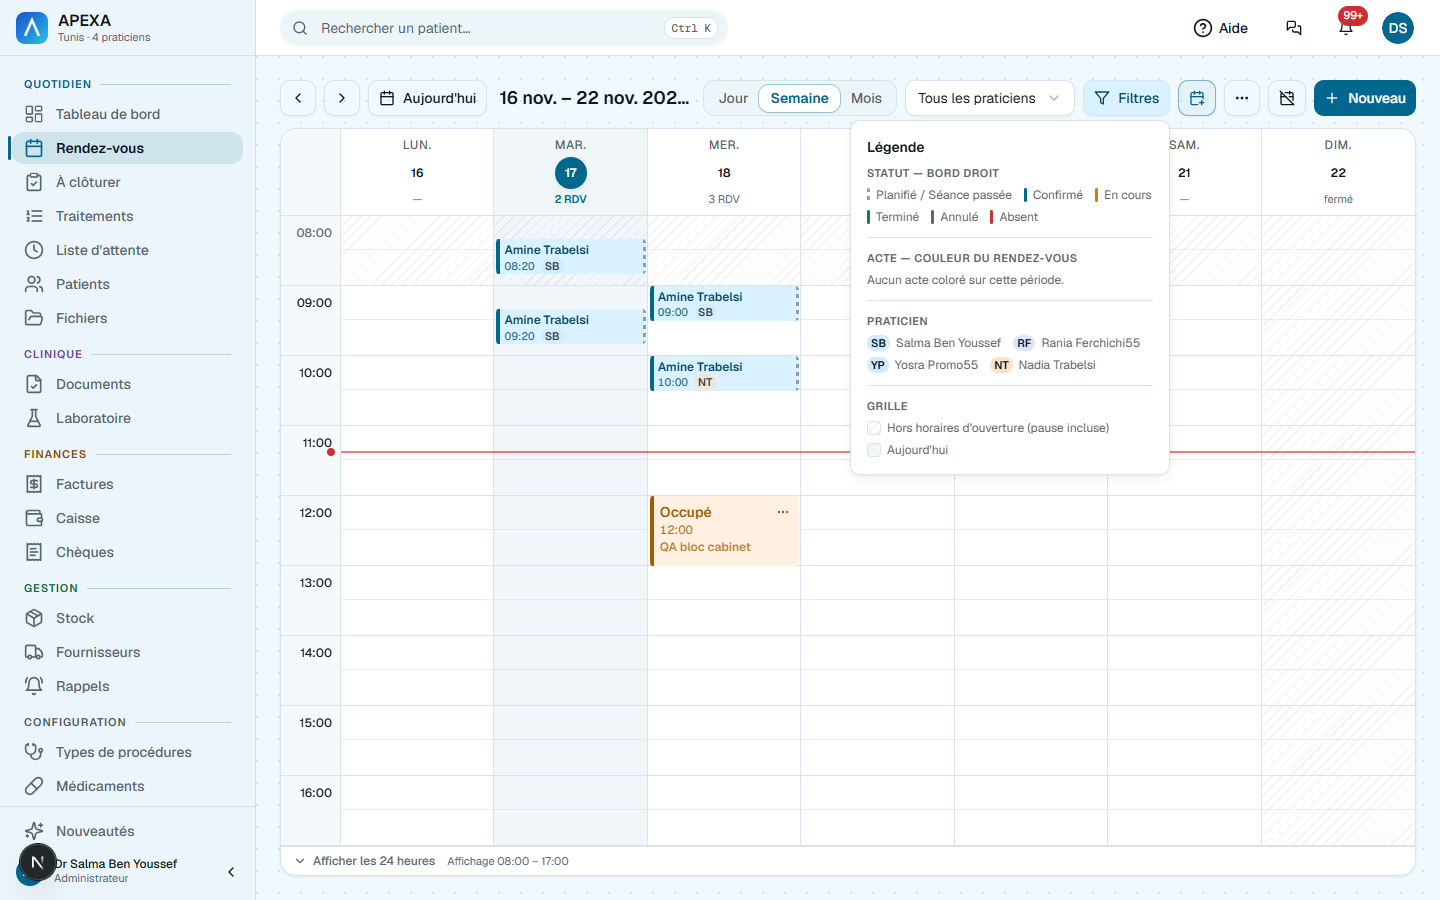 APEXA
Tunis · 4 praticiens
Rechercher un patient…
Ctrl K
Aide
99+
DS
QUOTIDIEN
Tableau de bord
Rendez-vous
À clôturer
Traitements
Liste d'attente
Patients
Fichiers
CLINIQUE
Documents
Laboratoire
FINANCES
Factures
Caisse
Chèques
GESTION
Stock
Fournisseurs
Rappels
CONFIGURATION
Types de procédures
Médicaments
Nouveautés
N
Dr Salma Ben Youssef
Administrateur
Aujourd'hui
16 nov. – 22 nov. 202…
Jour
Semaine
Mois
Tous les praticiens
Filtres
Nouveau
LUN.
16
—
MAR.
17
2 RDV
MER.
18
3 RDV
SAM.
21
—
DIM.
22
fermé
08:00
09:00
10:00
11:00
12:00
13:00
14:00
15:00
16:00
Amine Trabelsi
08:20 SB
Amine Trabelsi
09:20 SB
Amine Trabelsi
09:00 SB
Amine Trabelsi
10:00 NT
Occupé
12:00
QA bloc cabinet
Légende
STATUT — BORD DROIT
Planifié / Séance passée Confirmé En cours
Terminé Annulé Absent
ACTE — COULEUR DU RENDEZ-VOUS
Aucun acte coloré sur cette période.
PRATICIEN
SB Salma Ben Youssef RF Rania Ferchichi55
YP Yosra Promo55 NT Nadia Trabelsi
GRILLE
Hors horaires d'ouverture (pause incluse)
Aujourd'hui
Afficher les 24 heures Affichage 08:00 – 17:00